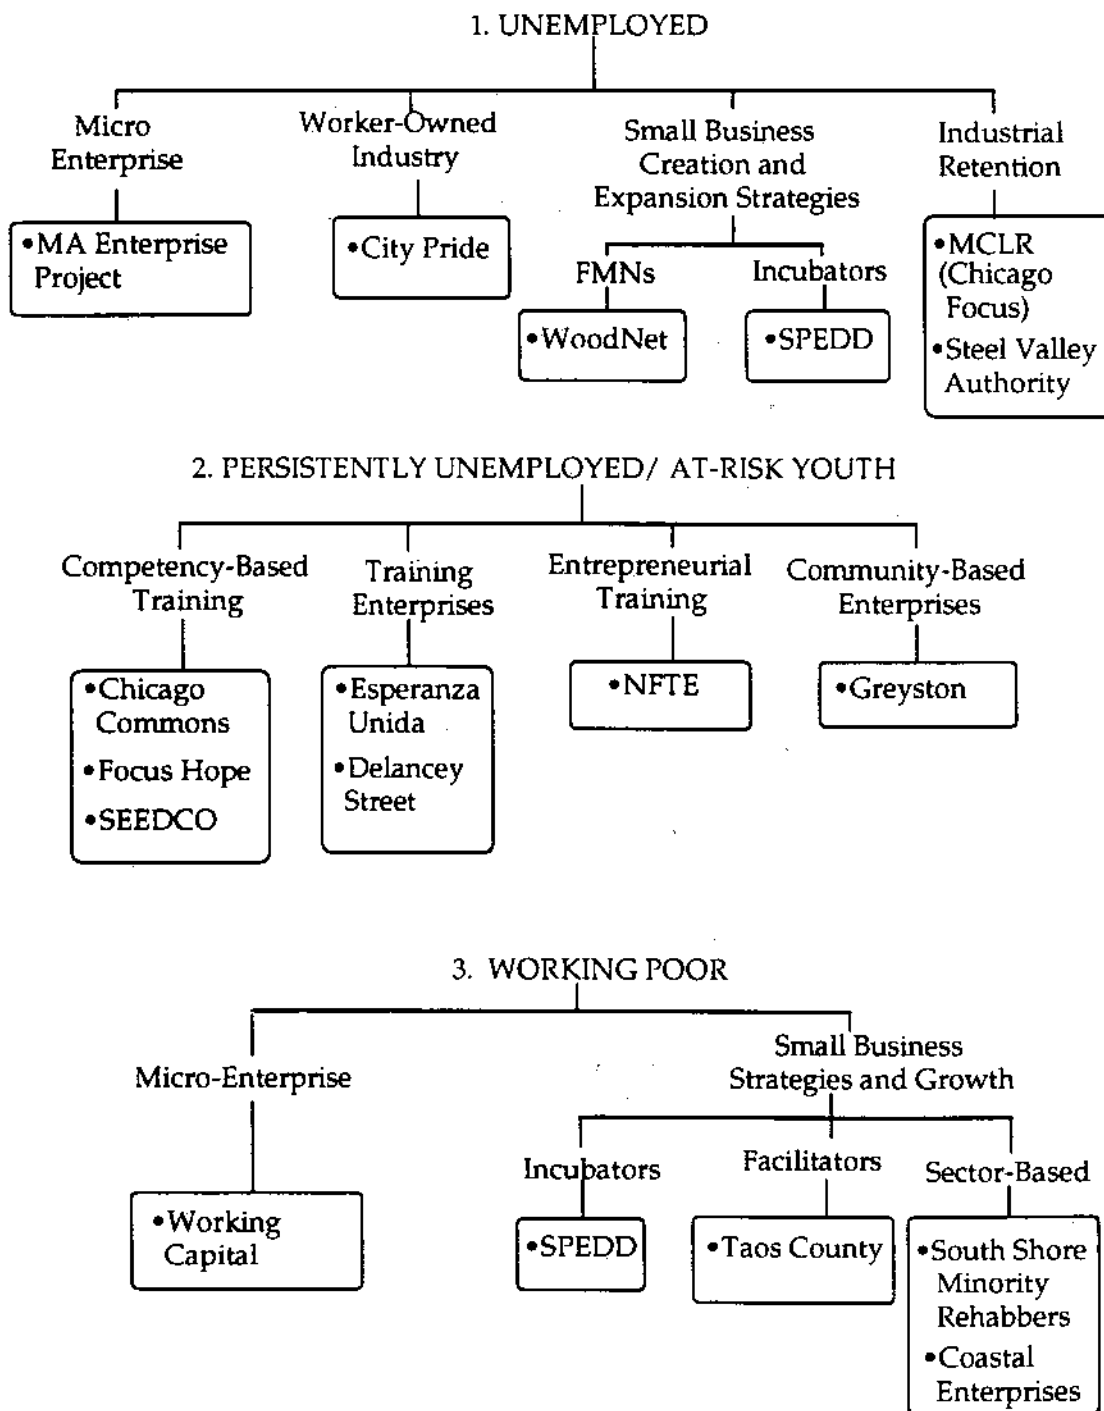 1. UNEMPLOYED
Micro
Enterprise
• MA Enterprise
Project
Worker-Owned
Industry
• City Pride
Small Business
Creation and
Expansion Strategies
FMNs
• WoodNet
Incubators
• SPEDD
Industrial
Retention
• MCLR
(Chicago
Focus)
• Steel Valley
Authority
2. PERSISTENTLY UNEMPLOYED/ AT-RISK YOUTH
Competency-Based
Training
• Chicago
Commons
• Focus Hope
• SEEDCO
Training
Enterprises
• Esperanza
Unida
• Delancey
Street
Entrepreneurial
Training
• NFTE
Community-Based
Enterprises
• Greyston
3. WORKING POOR
Micro-Enterprise
• Working
Capital
Small Business
Strategies and Growth
Incubators
• SPEDD
Facilitators
• Taos County
Sector-Based
• South Shore
Minority
Rehabbers
• Coastal
Enterprises